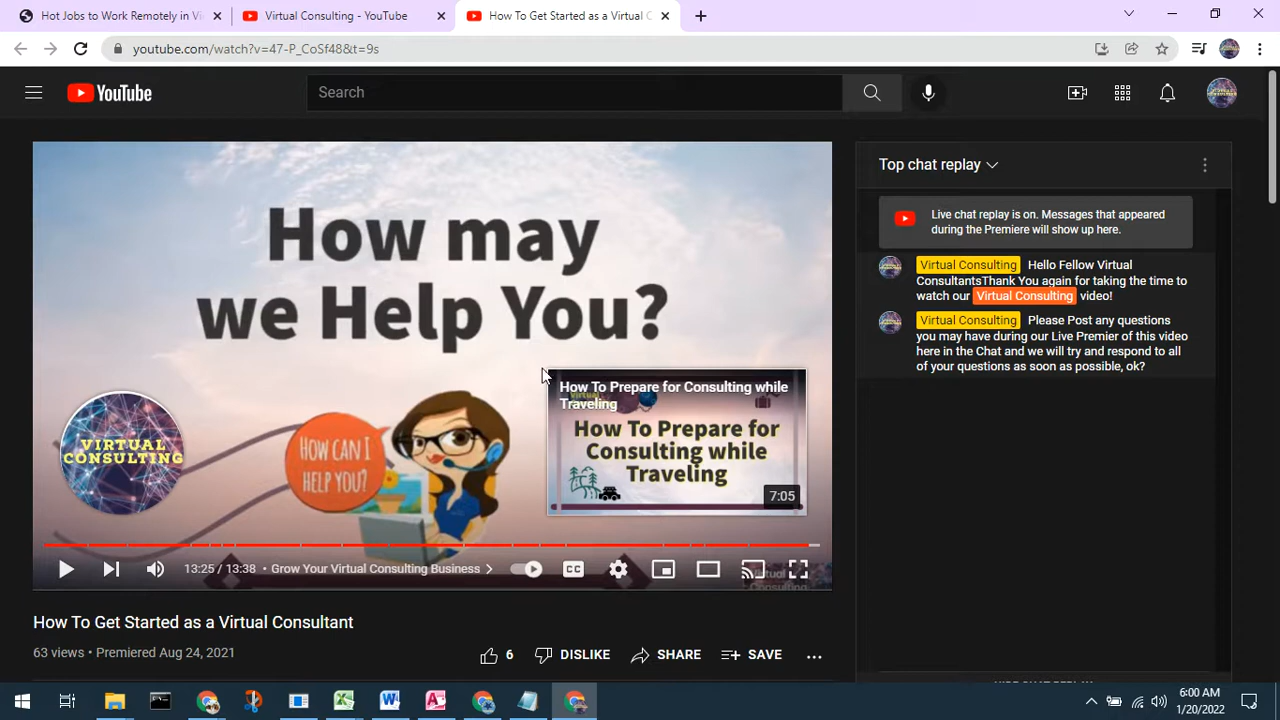 Hot Jobs to Work Remotely in Vi
Virtual Consulting - YouTube
How To Get Started as a Virtual C
youtube.com/watch?v=47-P_CoSf48&t=9s
YouTube
Search
How may
we Help You?
VIRTUAL
CONSULTING
HOW CAN I
HELP YOU?
How To Prepare for Consulting while
Traveling
How To Prepare for
Consulting while
Traveling
7:05
13:25 / 13:38 • Grow Your Virtual Consulting Business
CC
How To Get Started as a Virtual Consultant
63 views • Premiered Aug 24, 2021
6
DISLIKE
SHARE
SAVE
Top chat replay
Live chat replay is on. Messages that appeared
during the Premiere will show up here.
Virtual Consulting Hello Fellow Virtual
ConsultantsThank You again for taking the time to
watch our Virtual Consulting video!
Virtual Consulting Please Post any questions
you may have during our Live Premier of this video
here in the Chat and we will try and respond to all
of your questions as soon as possible, ok?
6:00 AM
1/20/2022